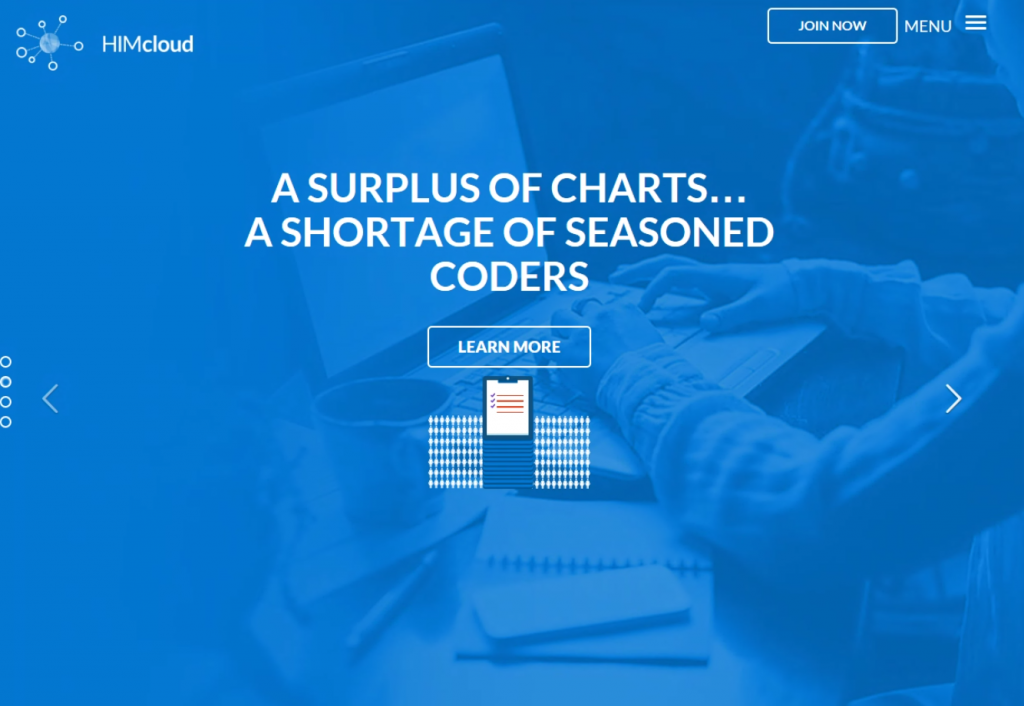 HIMcloud
JOIN NOW
MENU
A SURPLUS OF CHARTS...
A SHORTAGE OF SEASONED
CODERS
LEARN MORE